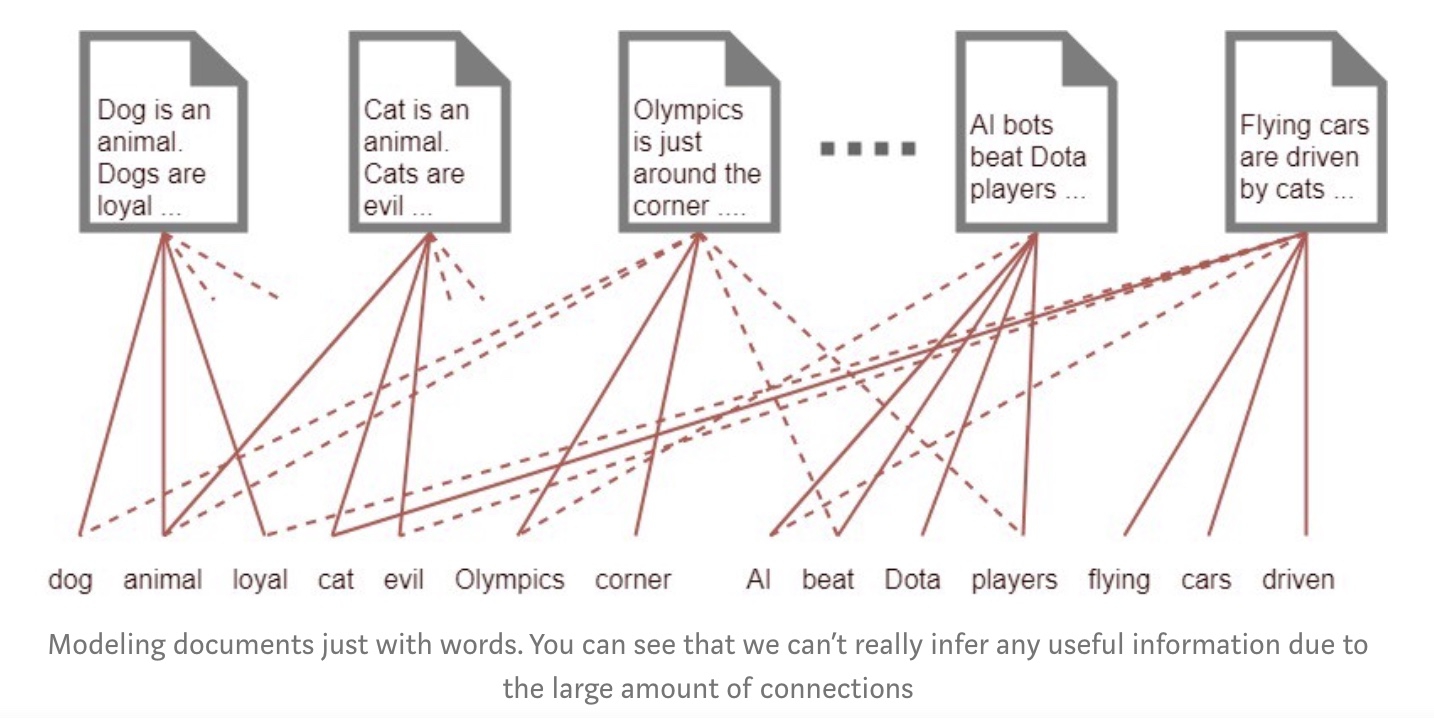 Dog is an
animal.
Dogs are
loyal ...
Cat is an
animal.
Cats are
evil ...
Olympics
is just
around the
corner ....
AI bots
beat Dota
players ...
Flying cars
are driven
by cats ...
dog animal loyal cat evil Olympics corner AI beat Dota players flying cars driven
Modeling documents just with words. You can see that we can’t really infer any useful information due to
the large amount of connections